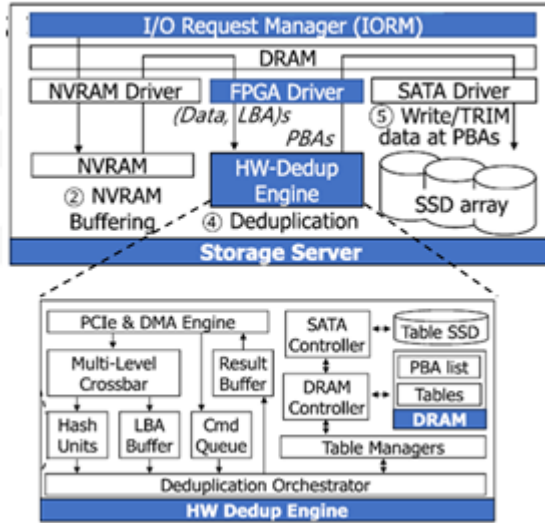 I/O Request Manager (IORM)
DRAM
NVRAM Driver
FPGA Driver
SATA Driver
(Data, LBA)s
PBAs
⑤ Write/TRIM
data at PBAs
NVRAM
HW-Dedup
Engine
SSD array
② NVRAM
Buffering
④ Deduplication
Storage Server
PCIe & DMA Engine
SATA
Controller
Table SSD
Multi-Level
Crossbar
Result
Buffer
DRAM
Controller
PBA list
Tables
DRAM
Hash
Units
LBA
Buffer
Cmd
Queue
Table Managers
Deduplication Orchestrator
HW Dedup Engine